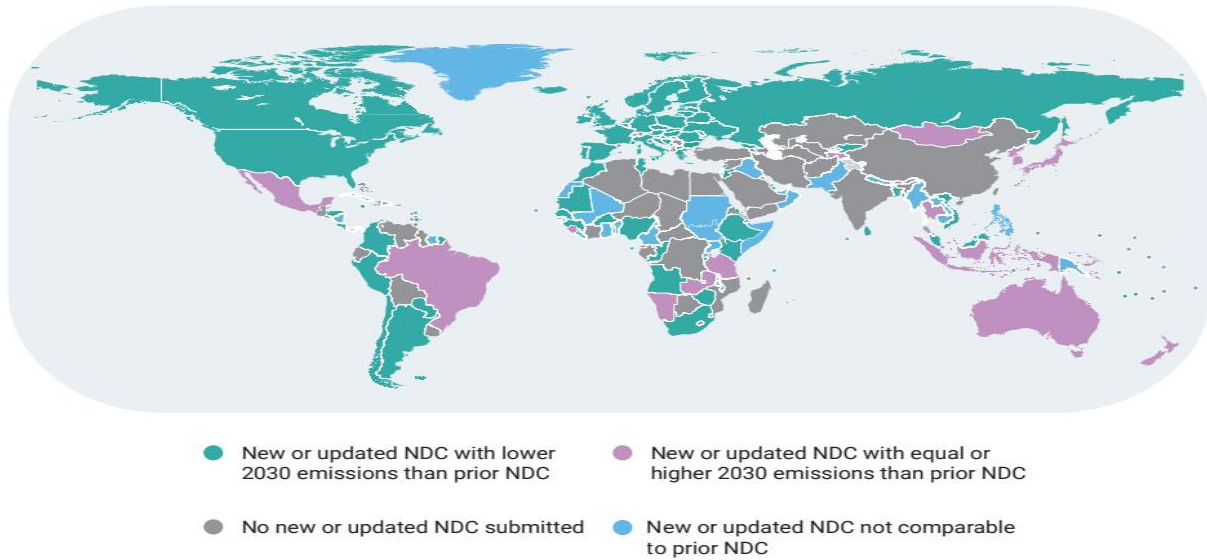 New or updated NDC with lower
2030 emissions than prior NDC
New or updated NDC with equal or
higher 2030 emissions than prior NDC
No new or updated NDC submitted
New or updated NDC not comparable
to prior NDC